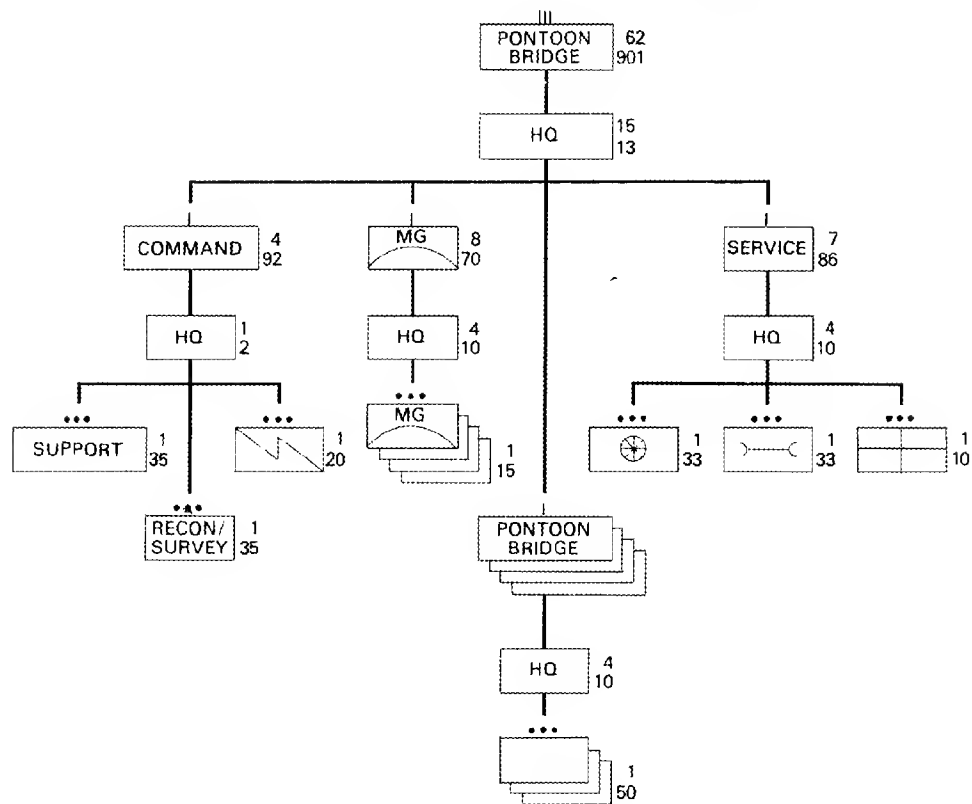 PONTOON
BRIDGE
62
901
HQ
15
13
COMMAND
4
92
MG
8
70
SERVICE
7
86
HQ
1
2
HQ
4
10
HQ
4
10
SUPPORT
1
35
1
20
MG
1
15
1
33
1
33
1
10
RECON/
SURVEY
1
35
PONTOON
BRIDGE
HQ
4
10
1
50